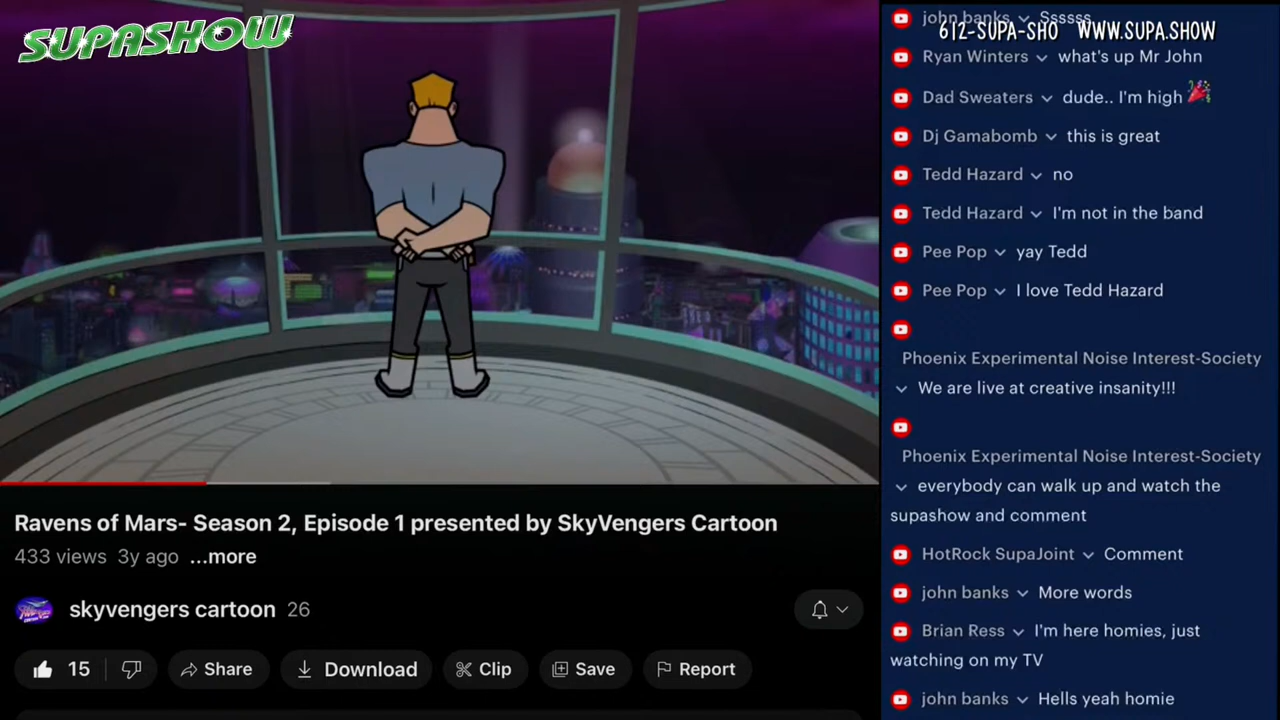 SUPASHOW
612-SUPA-SHO WWW.SUPA.SHOW
john banks Ssssss
Ryan Winters what's up Mr John
Dad Sweaters dude.. I'm high 🎉
Dj Gamabomb this is great
Tedd Hazard no
Tedd Hazard I'm not in the band
Pee Pop yay Tedd
Pee Pop I love Tedd Hazard
Phoenix Experimental Noise Interest-Society
We are live at creative insanity!!!
Phoenix Experimental Noise Interest-Society
everybody can walk up and watch the
supashow and comment
HotRock SupaJoint Comment
john banks More words
Brian Ress I'm here homies, just
watching on my TV
john banks Hells yeah homie
Ravens of Mars- Season 2, Episode 1 presented by SkyVengers Cartoon
433 views 3y ago ...more
skyvengers cartoon 26
15 Share Download Clip Save Report